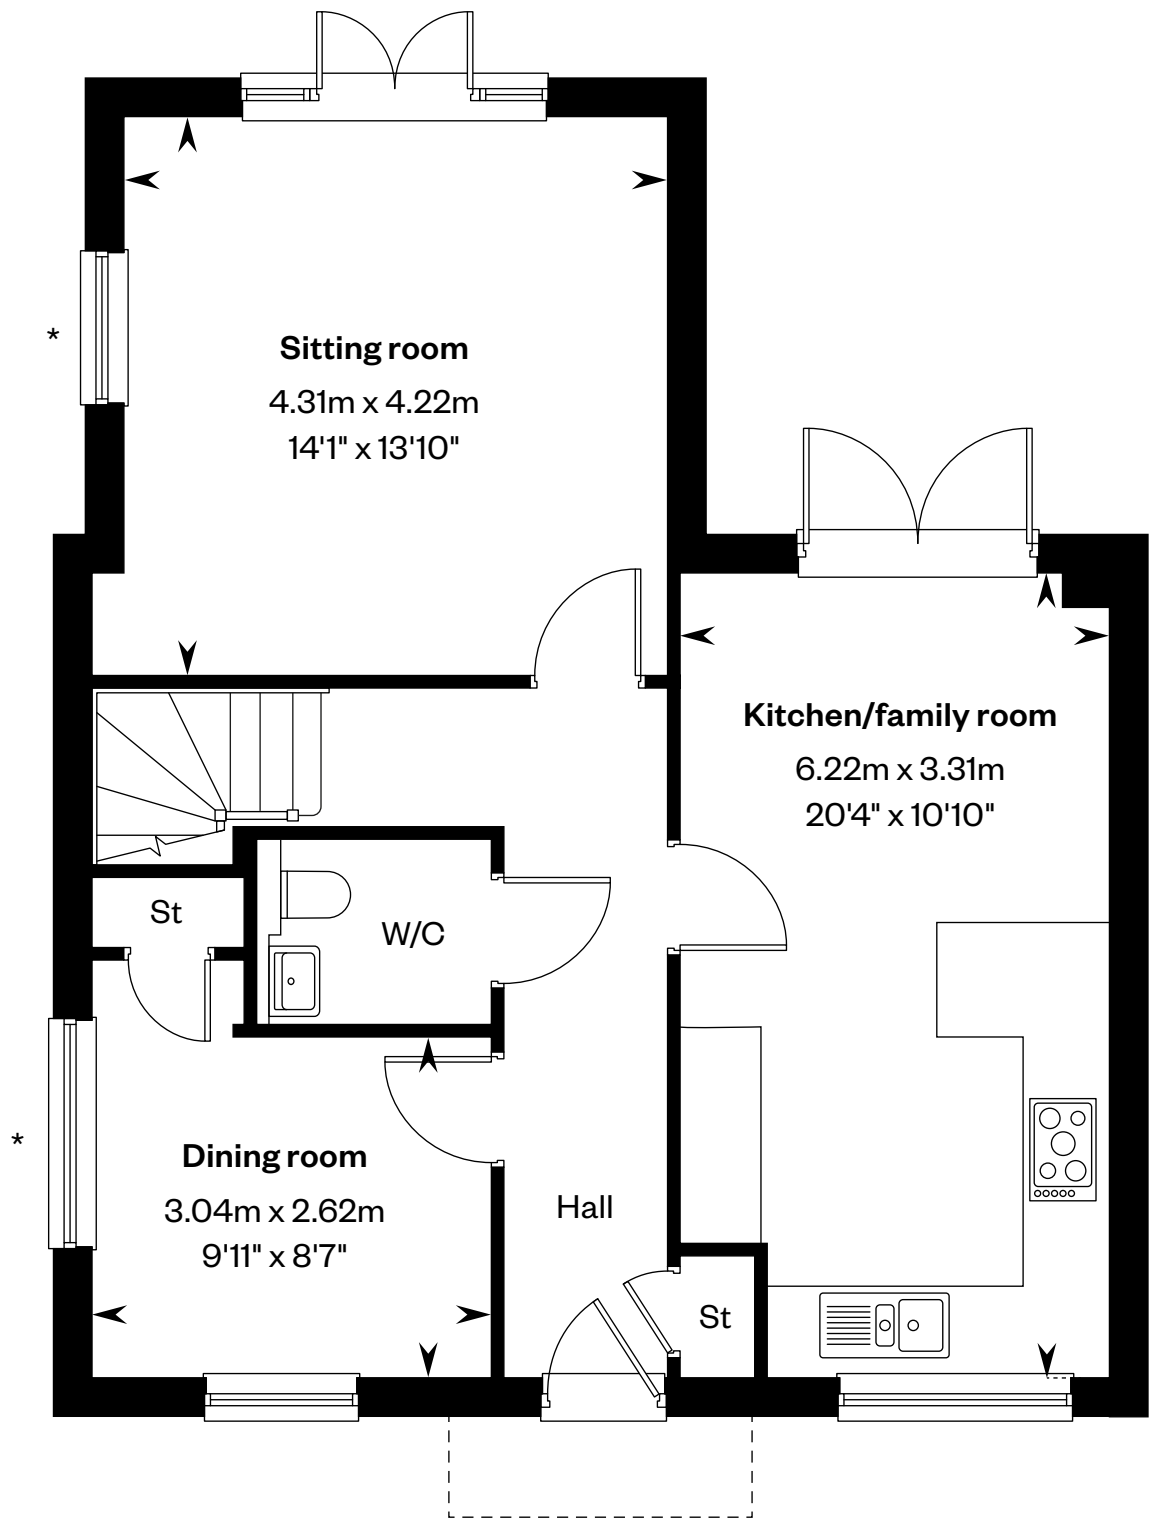 *
Sitting room
4.31m x 4.22m
14'1" x 13'10"
Kitchen/family room
6.22m x 3.31m
20'4" x 10'10"
St
W/C
*
Dining room
3.04m x 2.62m
9'11" x 8'7"
Hall
St